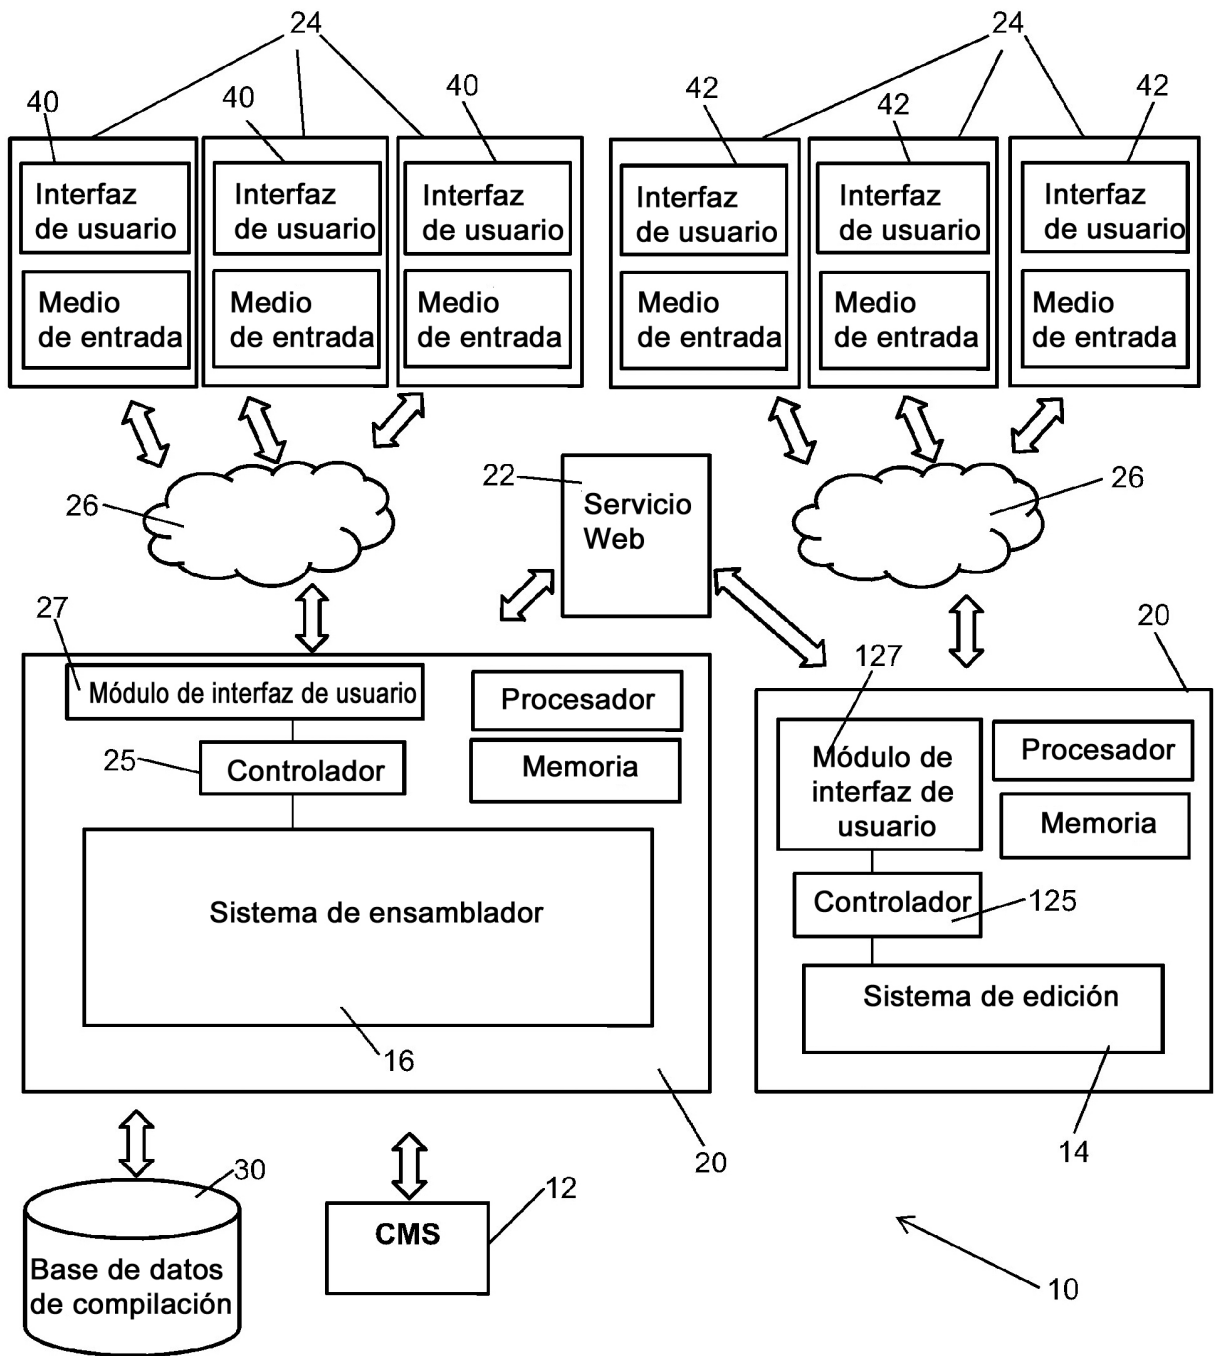 24
24
40
40
40
42
42
42
Interfaz
de usuario
Interfaz
de usuario
Interfaz
de usuario
Interfaz
de usuario
Interfaz
de usuario
Interfaz
de usuario
Medio
de entrada
Medio
de entrada
Medio
de entrada
Medio
de entrada
Medio
de entrada
Medio
de entrada
26
22
Servicio
Web
26
27
Módulo de interfaz de usuario
Procesador
25
Controlador
Memoria
Sistema de ensamblador
16
20
127
20
Módulo de
interfaz de
usuario
Procesador
Memoria
Controlador
125
Sistema de edición
14
30
Base de datos
de compilación
12
CMS
10